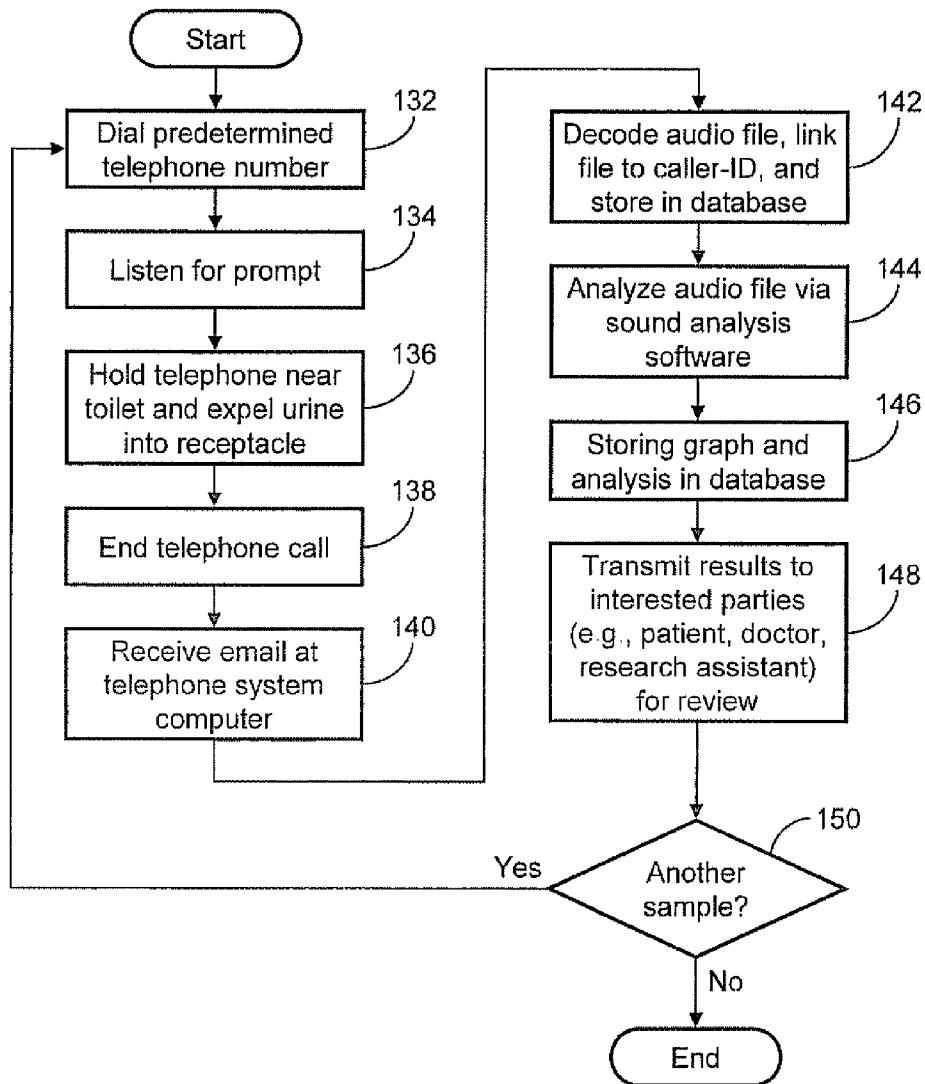 Start
132
Dial predetermined
telephone number
134
Listen for prompt
136
Hold telephone near
toilet and expel urine
into receptacle
138
End telephone call
140
Receive email at
telephone system
computer
142
Decode audio file, link
file to caller-ID, and
store in database
144
Analyze audio file via
sound analysis
software
146
Storing graph and
analysis in database
148
Transmit results to
interested parties
(e.g., patient, doctor,
research assistant)
for review
150
Another
sample?
Yes
No
End